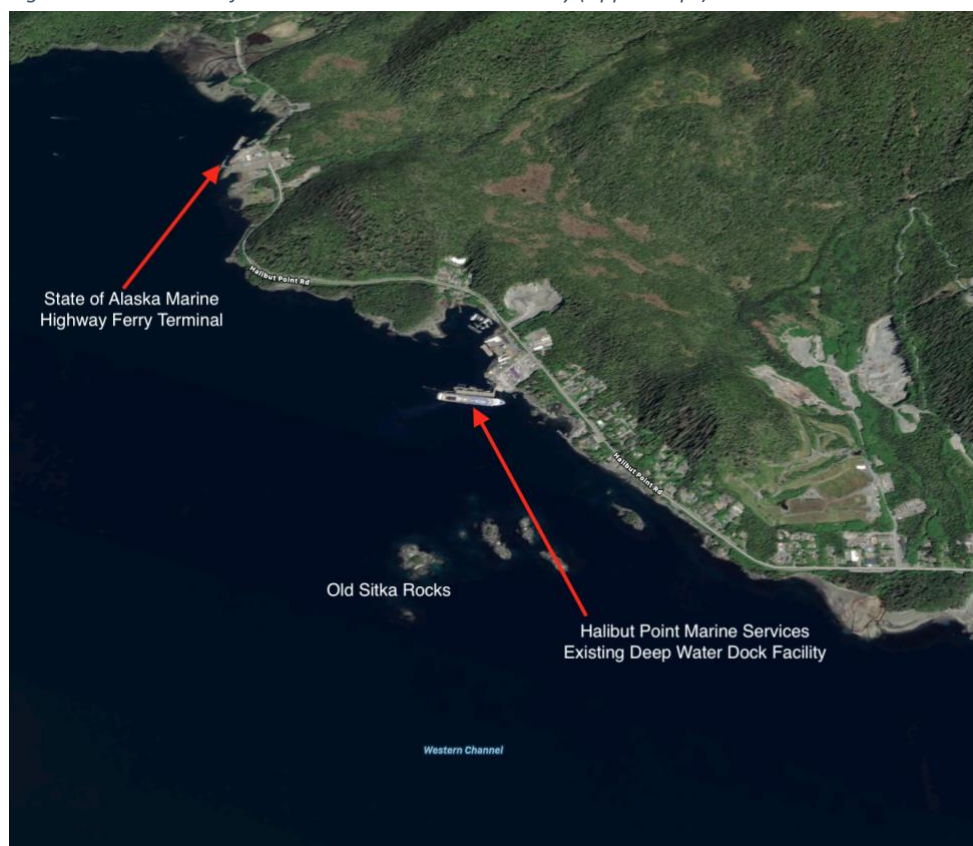 Halibut Point Rd
State of Alaska Marine
Highway Ferry Terminal
Halibut Point Rd
Old Sitka Rocks
Halibut Point Marine Services
Existing Deep Water Dock Facility
Western Channel